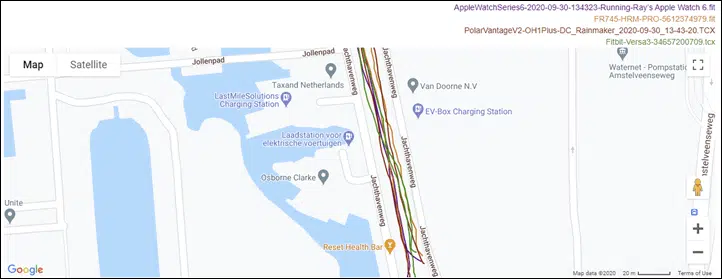 AppleWatchSeries6-2020-09-30-134323-Running-Ray's Apple Watch 6.fit
FR745-HRM-PRO-5612374979.fit
PolarVantageV2-OH1Plus-DC_Rainmaker_2020-09-30_13-43-20.TCX
Fitbit-Versa3-34657200709.tcx
Map
Satellite
Jollenpad
Jollenpad
Jachthavenweg
Taxand Netherlands
Van Doorne N.V
Waternet - Pompstation
Amstelveenseweg
LastMileSolutions
Charging Station
EV-Box Charging Station
Laadstation voor
elektrische voertuigen
Jachthavenweg
Jachthavenweg
Osborne Clarke
Jachthavenweg
nstelveenseweg
Unite
Reset Health Bar
Jachthavenweg
Google
Map data ©2020
20 m
Terms of Use